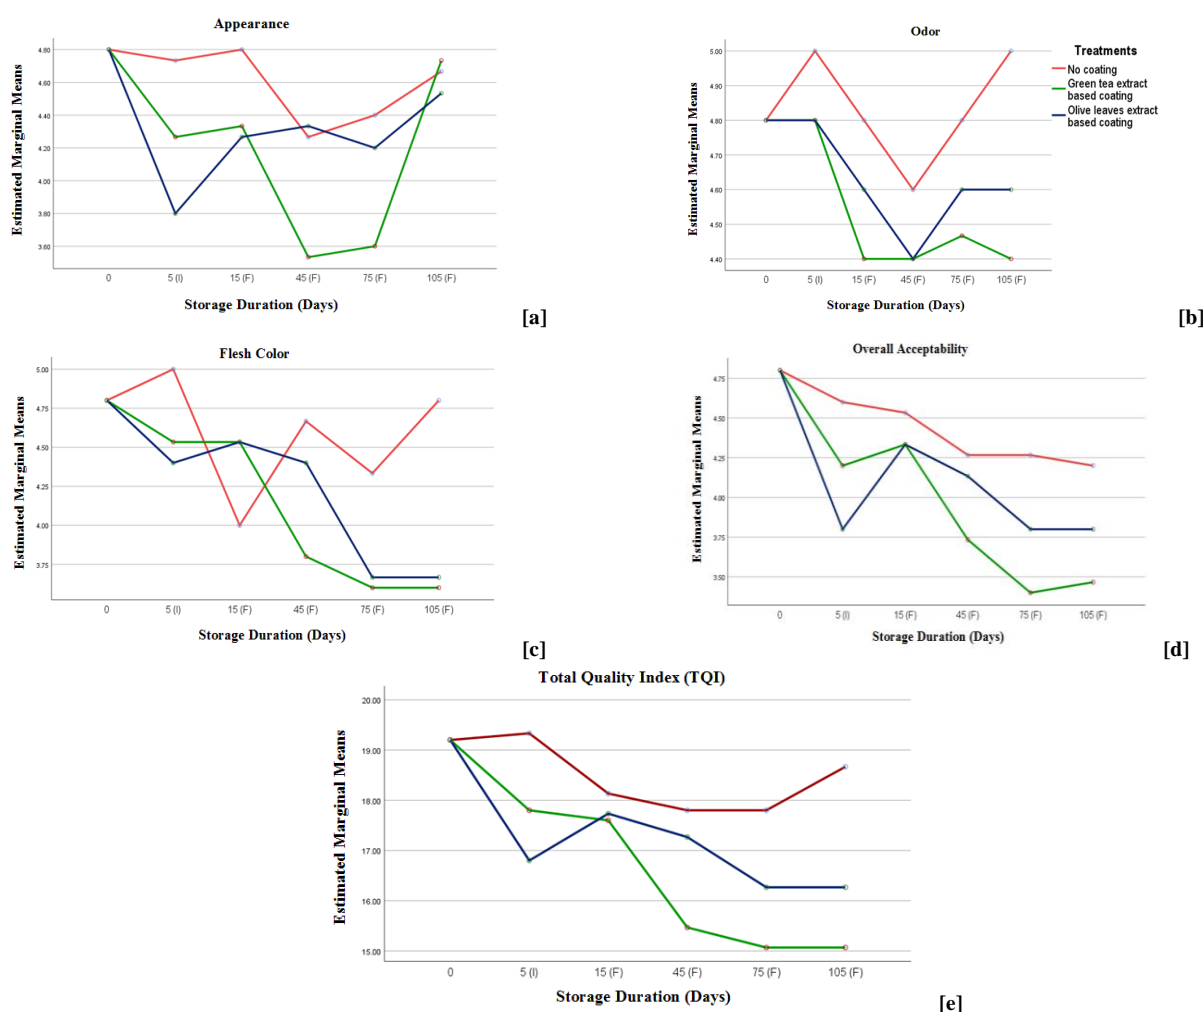 Appearance
Estimated Marginal Means
4.80
4.60
4.40
4.20
4.00
3.80
3.60
0 5 (I) 15 (F) 45 (F) 75 (F) 105 (F)
Storage Duration (Days)
[a]
Odor
Estimated Marginal Means
5.00
4.90
4.80
4.70
4.60
4.50
4.40
0 5 (I) 15 (F) 45 (F) 75 (F) 105 (F)
Storage Duration (Days)
Treatments
No coating
Green tea extract
based coating
Olive leaves extract
based coating
[b]
Flesh Color
Estimated Marginal Means
5.00
4.75
4.50
4.25
4.00
3.75
0 5 (I) 15 (F) 45 (F) 75 (F) 105 (F)
Storage Duration (Days)
[c]
Overall Acceptability
Estimated Marginal Means
4.75
4.50
4.25
4.00
3.75
3.50
0 5 (I) 15 (F) 45 (F) 75 (F) 105 (F)
Storage Duration (Days)
[d]
Total Quality Index (TQI)
Estimated Marginal Means
20.00
19.00
18.00
17.00
16.00
15.00
0 5 (I) 15 (F) 45 (F) 75 (F) 105 (F)
Storage Duration (Days)
[e]